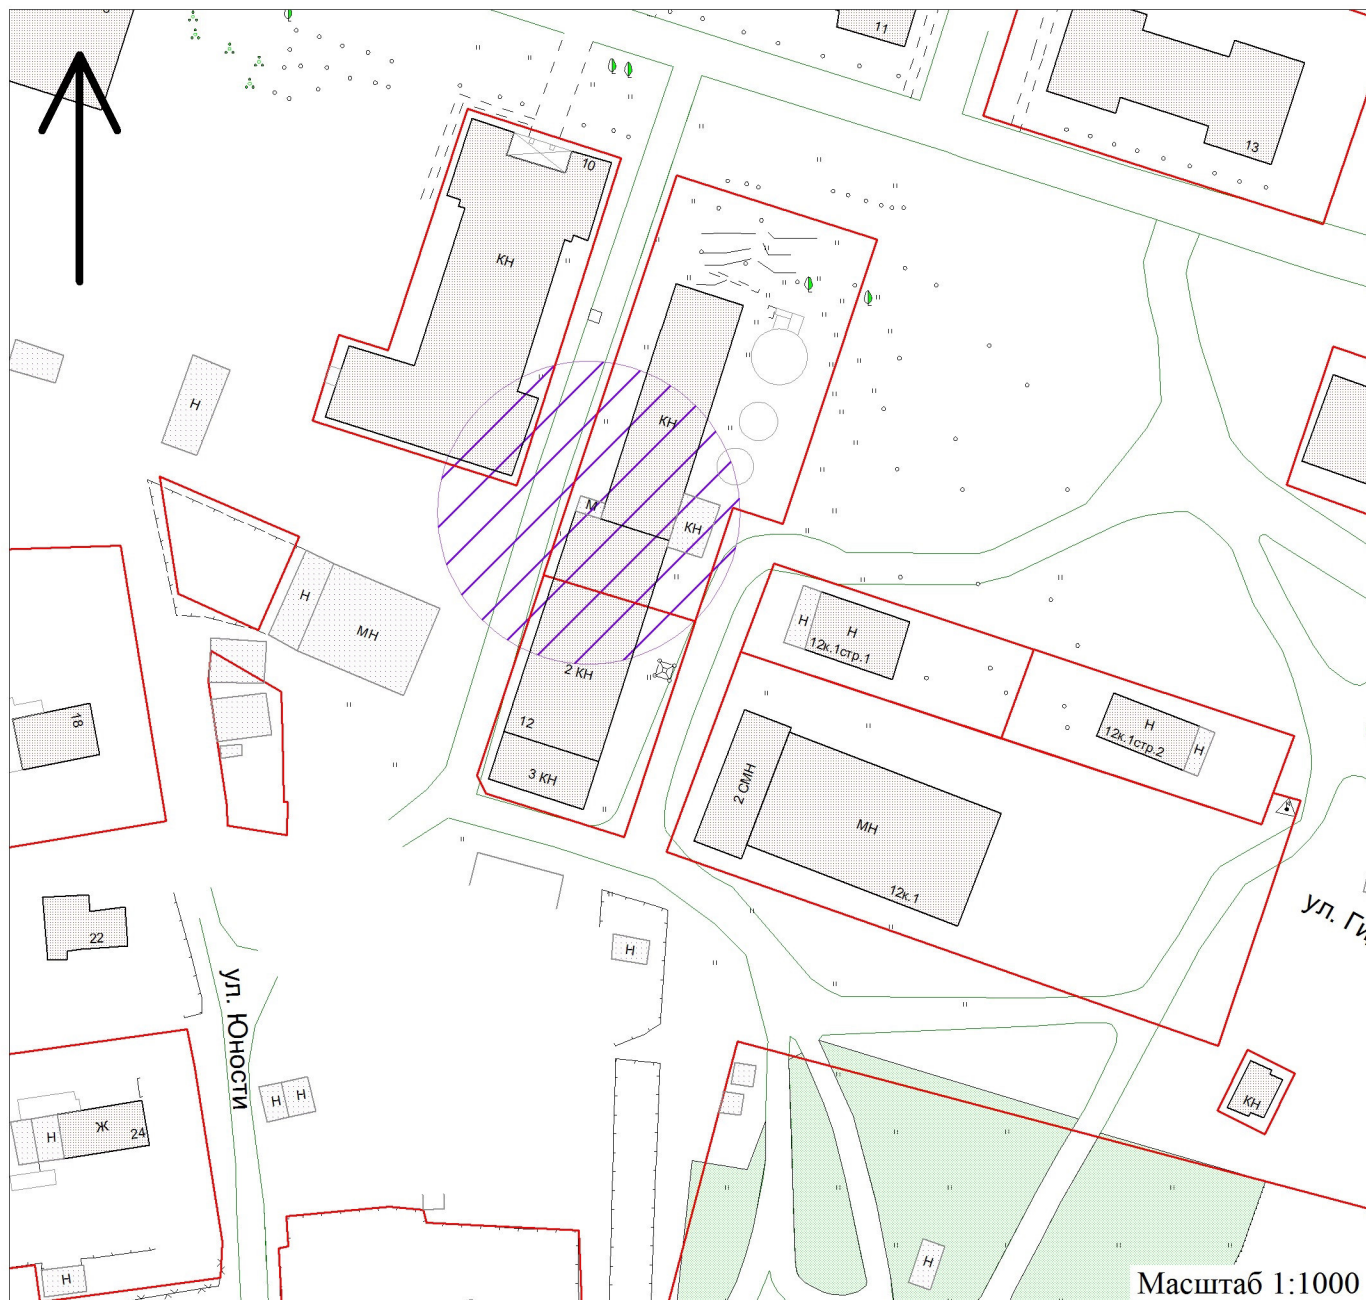 11
13
10
КН
Н
КН
М
КН
Н
МН
Н
Н
12к.1стр.1
2 КН
18
12
Н
12к.1стр.2
Н
3 КН
2 СМН
МН
12к.1
ул. Ги
22
Н
ул. Юности
Н
Н
КН
Ж
24
Н
Н
Н
Масштаб 1:1000